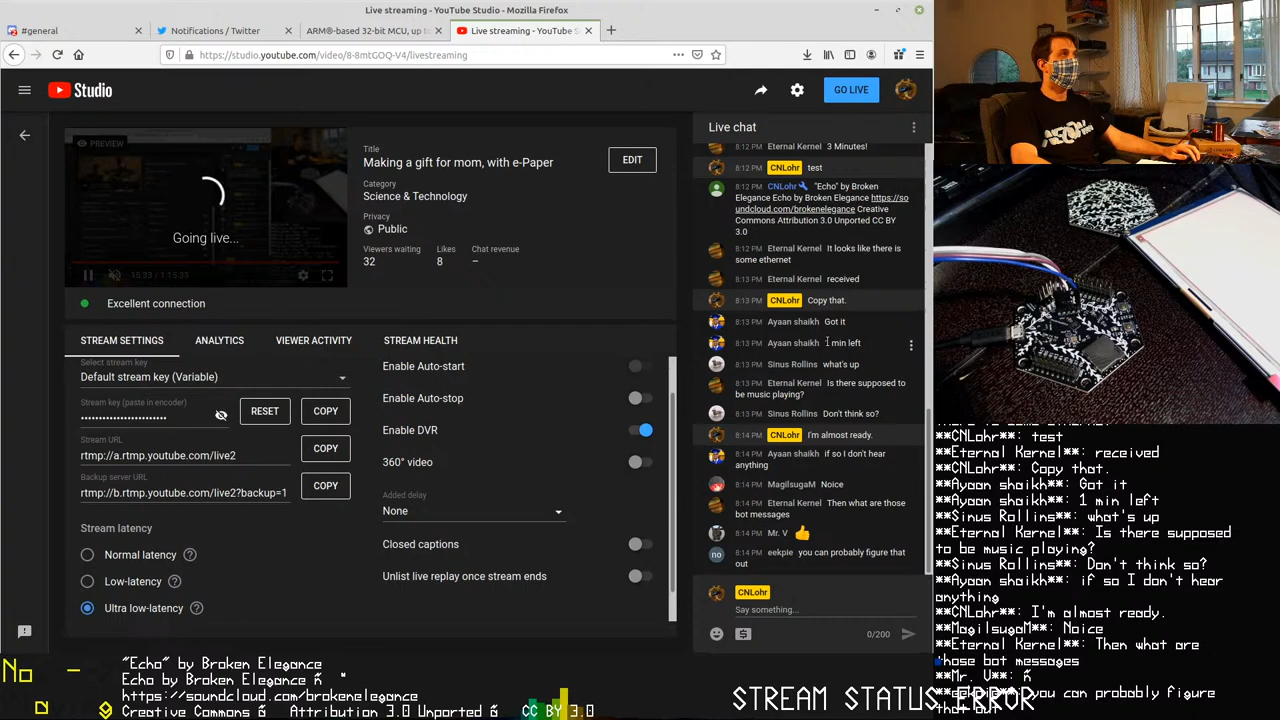 Live streaming - YouTube Studio - Mozilla Firefox
#general
Notifications / Twitter
ARM®-based 32-bit MCU, up to
Live streaming - YouTube S
https://studio.youtube.com/video/8-8mtGOQ-V4/livestreaming
Studio
GO LIVE
PREVIEW
Going live...
15:33 / 1:15:33
Title
Making a gift for mom, with e-Paper
EDIT
Category
Science & Technology
Privacy
Public
Viewers waiting
Likes
Chat revenue
32
8
–
Excellent connection
STREAM SETTINGS
ANALYTICS
VIEWER ACTIVITY
STREAM HEALTH
Select stream key
Default stream key (Variable)
Stream key (paste in encoder)
RESET
COPY
Stream URL
rtmp://a.rtmp.youtube.com/live2
COPY
Backup server URL
rtmp://b.rtmp.youtube.com/live2?backup=1
COPY
Stream latency
Normal latency
Low-latency
Ultra low-latency
Enable Auto-start
Enable Auto-stop
Enable DVR
360° video
Added delay
None
Closed captions
Unlist live replay once stream ends
Live chat
8:12 PM Eternal Kernel 3 Minutes!
8:12 PM CNLohr test
8:12 PM CNLohr "Echo" by Broken
Elegance Echo by Broken Elegance https://so
undcloud.com/brokenelegance Creative
Commons Attribution 3.0 Unported CC BY
3.0
8:12 PM Eternal Kernel It looks like there is
some ethernet
8:13 PM Eternal Kernel received
8:13 PM CNLohr Copy that.
8:13 PM Ayaan shaikh Got it
8:13 PM Ayaan shaikh 1 min left
8:13 PM Sinus Rollins what's up
8:13 PM Eternal Kernel Is there supposed to
be music playing?
8:13 PM Sinus Rollins Don't think so?
8:14 PM CNLohr I'm almost ready.
8:14 PM Ayaan shaikh if so I don't hear
anything
8:14 PM MagilsugaM Noice
8:14 PM Eternal Kernel Then what are those
bot messages
8:14 PM Mr. V 👍
no
8:14 PM eekpie you can probably figure that
out
CNLohr
Say something...
0/200
**CNLohr**: test
**Eternal Kernel**: received
**CNLohr**: Copy that.
**Ayaan shaikh**: Got it
**Ayaan shaikh**: 1 min left
**Sinus Rollins**: what's up
**Eternal Kernel**: Is there supposed
to be music playing?
**Sinus Rollins**: Don't think so?
**Ayaan shaikh**: if so I don't hear
anything
**CNLohr**: I'm almost ready.
**MagilsugaM**: Noice
**Eternal Kernel**: Then what are
those bot messages
**Mr. V**: ñ
you can probably figure
that out
No -
"Echo" by Broken Elegance
Echo by Broken Elegance ñ
https://soundcloud.com/brokenelegance
Creative Commons ñ Attribution 3.0 Unported ñ CC BY 3.0
STREAM STATUS ERROR